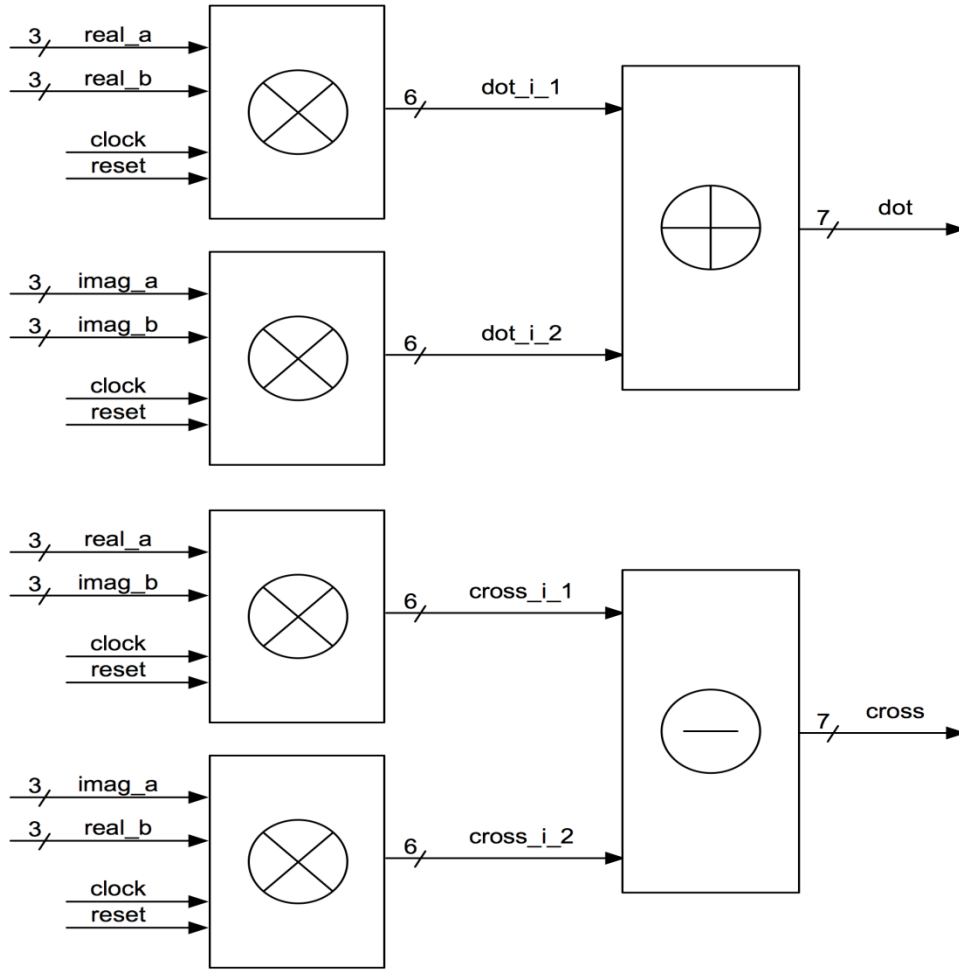 3 real_a
3 real_b
clock
reset
6 dot_i_1
3 imag_a
3 imag_b
clock
reset
6 dot_i_2
7 dot
3 real_a
3 imag_b
clock
reset
6 cross_i_1
3 imag_a
3 real_b
clock
reset
6 cross_i_2
7 cross